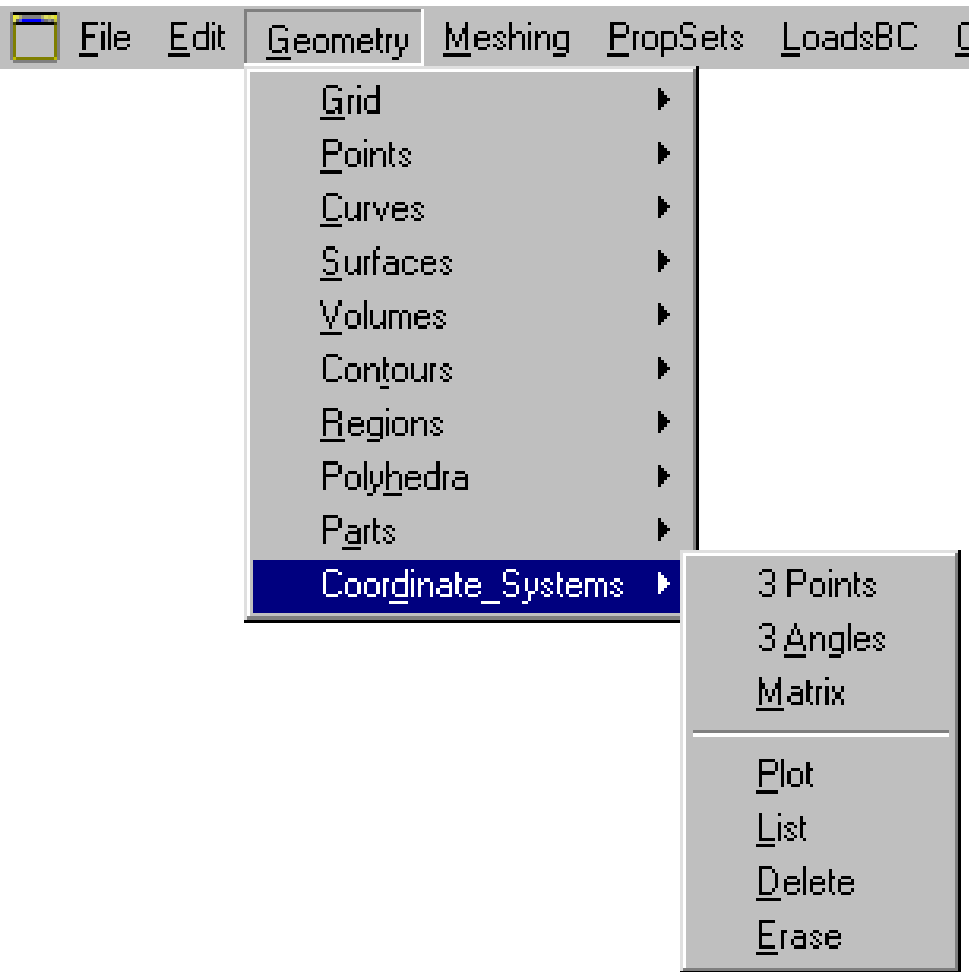 File Edit Geometry Meshing PropSets LoadsBC
Grid
Points
Curves
Surfaces
Volumes
Contours
Regions
Polyhedra
Parts
Coordinate_Systems
3 Points
3 Angles
Matrix
Plot
List
Delete
Erase